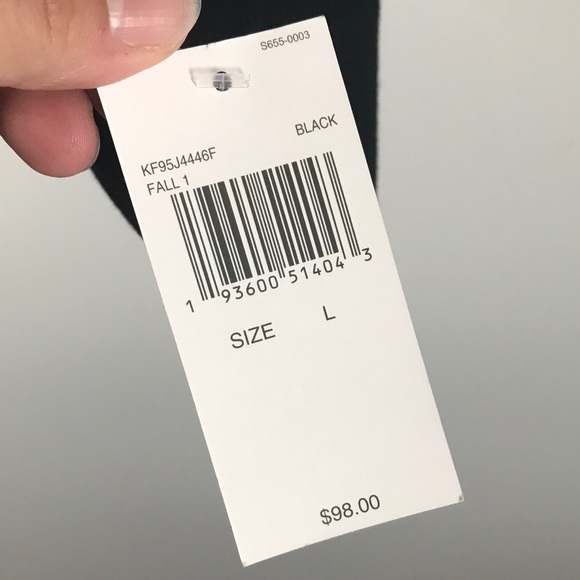 S655-0003
BLACK
KF95J4446F
FALL 1
1 93600 51404 3
SIZE L
$98.00